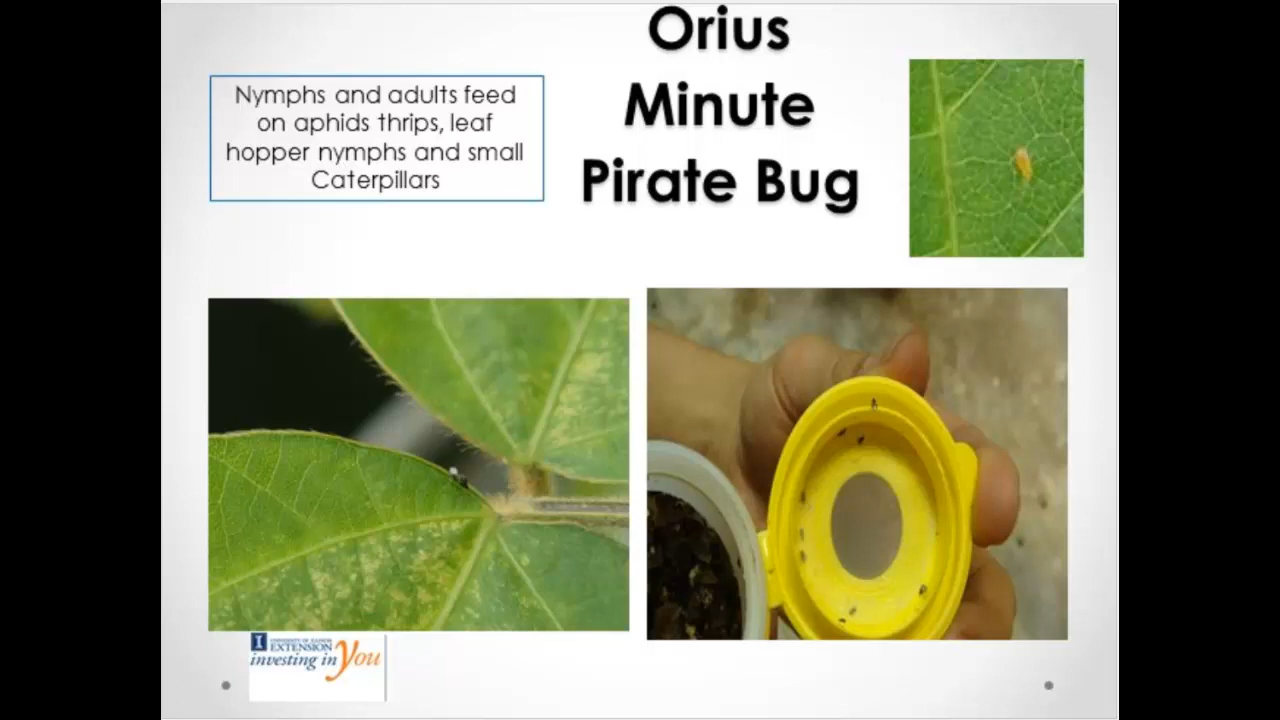 Orius
Minute
Pirate Bug
Nymphs and adults feed
on aphids thrips, leaf
hopper nymphs and small
Caterpillars
I
UNIVERSITY OF ILLINOIS
EXTENSION
investing in You